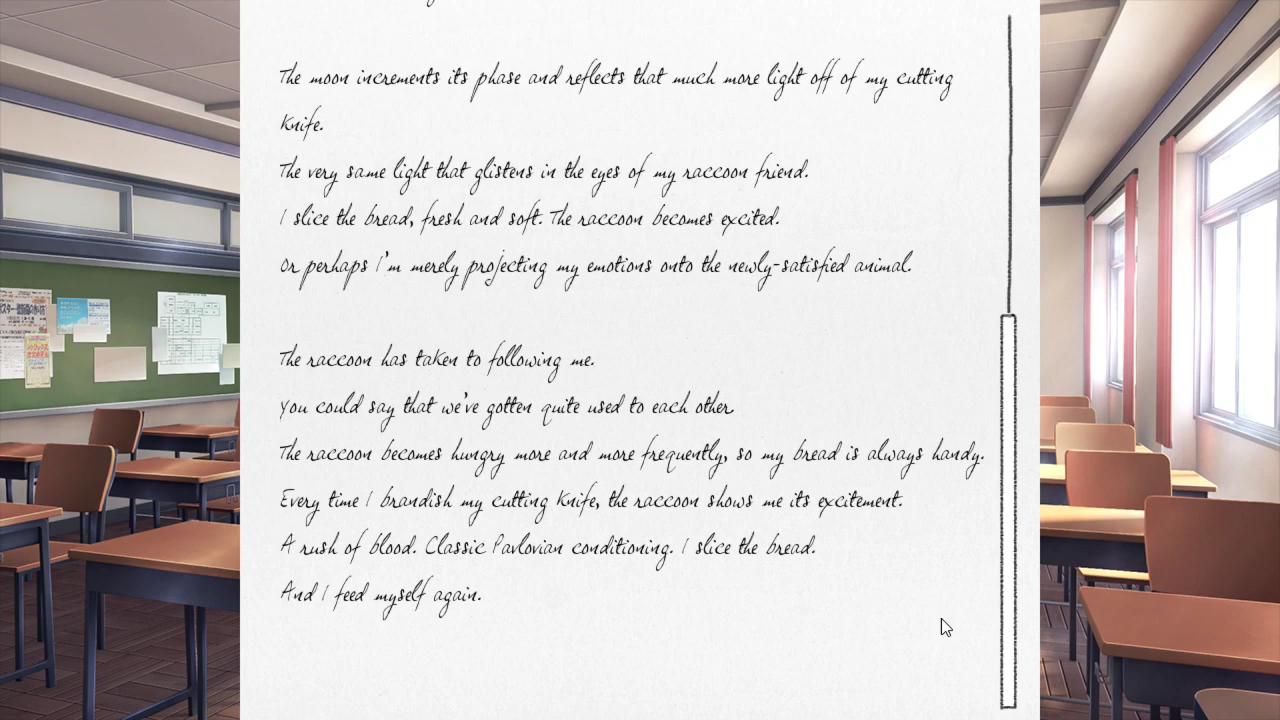 The moon increments its phase and reflects that much more light off of my cutting
knife.
The very same light that glistens in the eyes of my raccoon friend.
I slice the bread, fresh and soft. The raccoon becomes excited.
Or perhaps I'm merely projecting my emotions onto the newly-satisfied animal.
The raccoon has taken to following me.
You could say that we've gotten quite used to each other.
The raccoon becomes hungry more and more frequently, so my bread is always handy.
Every time I brandish my cutting knife, the raccoon shows me its excitement.
A rush of blood. Classic Pavlovian conditioning. I slice the bread.
And I feed myself again.